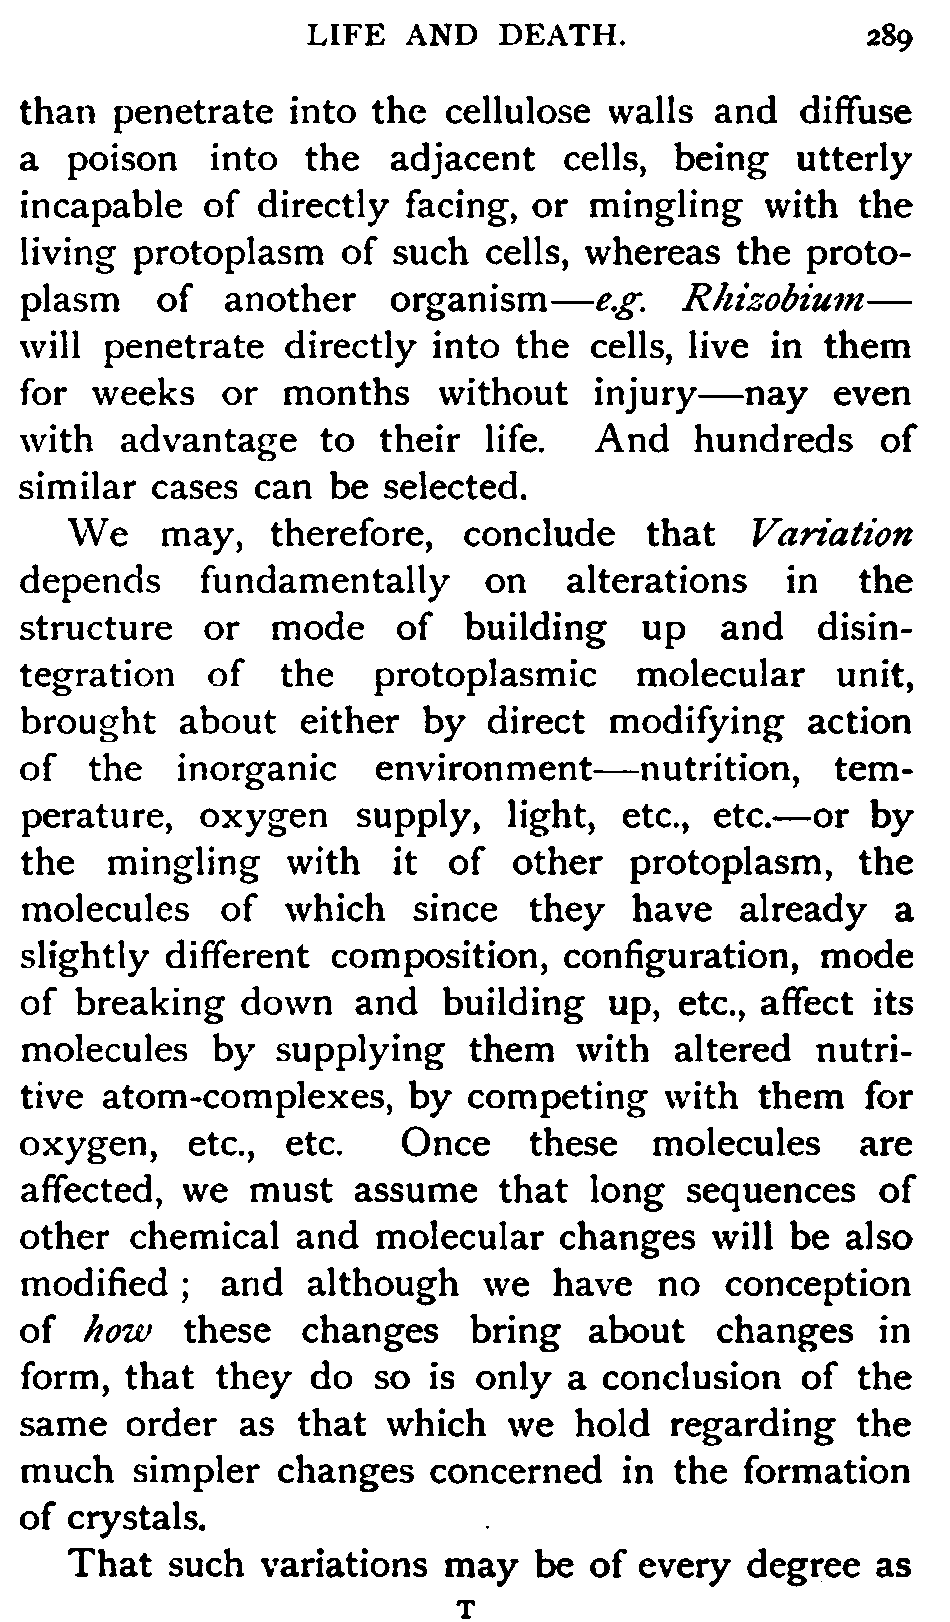 LIFE AND DEATH. 289
than penetrate into the cellulose walls and diffuse
a poison into the adjacent cells, being utterly
incapable of directly facing, or mingling with the
living protoplasm of such cells, whereas the proto-
plasm of another organism—e.g. Rhizobium—
will penetrate directly into the cells, live in them
for weeks or months without injury—nay even
with advantage to their life. And hundreds of
similar cases can be selected.
We may, therefore, conclude that Variation
depends fundamentally on alterations in the
structure or mode of building up and disin-
tegration of the protoplasmic molecular unit,
brought about either by direct modifying action
of the inorganic environment—nutrition, tem-
perature, oxygen supply, light, etc., etc.—or by
the mingling with it of other protoplasm, the
molecules of which since they have already a
slightly different composition, configuration, mode
of breaking down and building up, etc., affect its
molecules by supplying them with altered nutri-
tive atom-complexes, by competing with them for
oxygen, etc., etc. Once these molecules are
affected, we must assume that long sequences of
other chemical and molecular changes will be also
modified ; and although we have no conception
of how these changes bring about changes in
form, that they do so is only a conclusion of the
same order as that which we hold regarding the
much simpler changes concerned in the formation
of crystals.
That such variations may be of every degree as
T